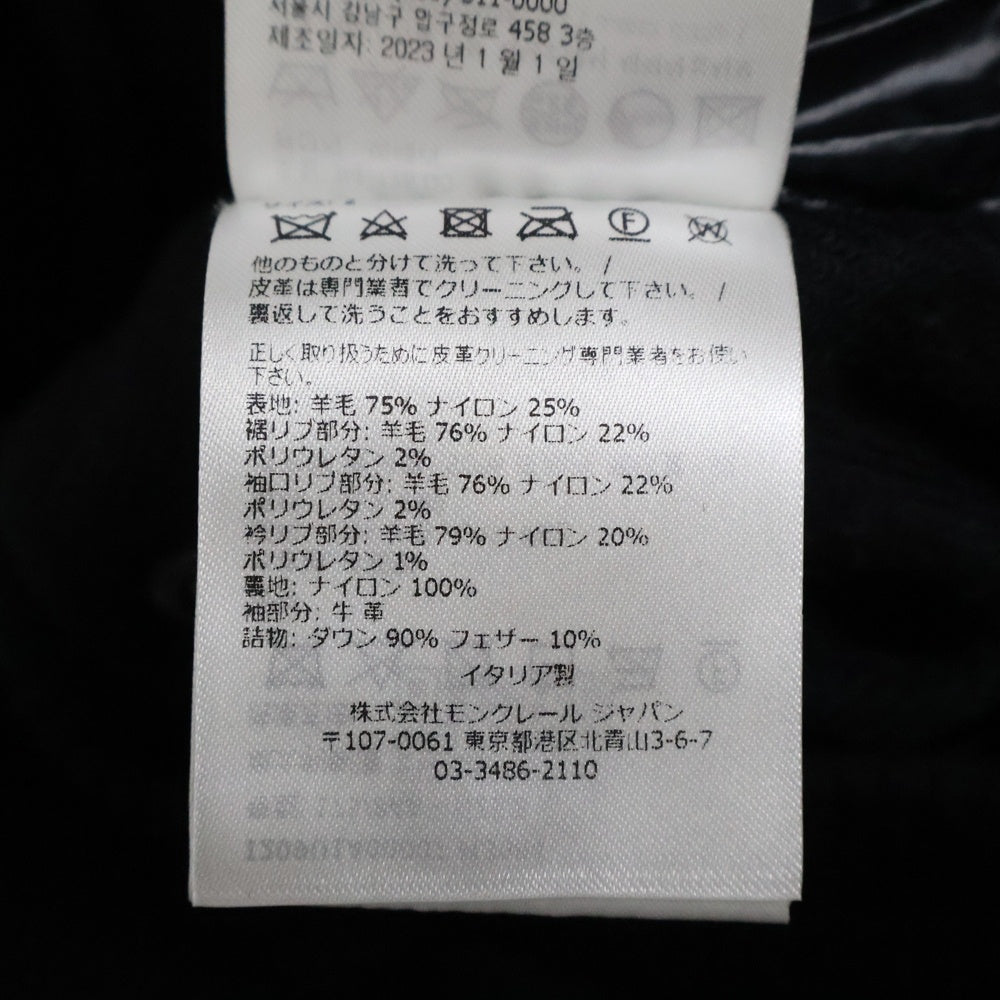 서울시 강남구 압구정로 458 3층
제조일자: 2023 년 1 월 1 일
他のものと分けて洗って下さい。 /
皮革は専門業者でクリーニングして下さい。 /
裏返して洗うことをおすすめします。
正しく取り扱うために皮革クリーニング専門業者をお使い
下さい。
表地: 羊毛 75% ナイロン 25%
裾リブ部分: 羊毛 76% ナイロン 22%
ポリウレタン 2%
袖口リブ部分: 羊毛 76% ナイロン 22%
ポリウレタン 2%
衿リブ部分: 羊毛 79% ナイロン 20%
ポリウレタン 1%
裏地: ナイロン 100%
袖部分: 牛 革
詰物: ダウン 90% フェザー 10%
イタリア製
株式会社モンクレール ジャパン
〒107-0061 東京都港区北青山3-6-7
03-3486-2110